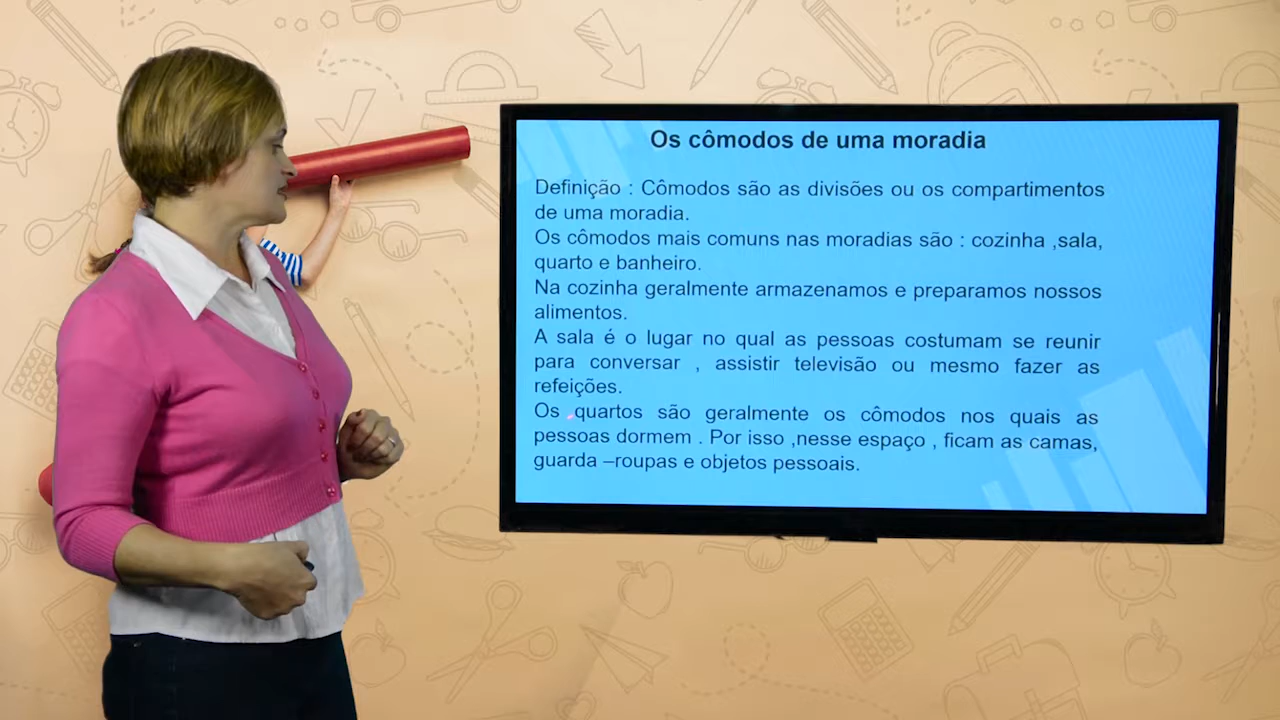 Os cômodos de uma moradia
Definição : Cômodos são as divisões ou os compartimentos
de uma moradia.
Os cômodos mais comuns nas moradias são : cozinha ,sala,
quarto e banheiro.
Na cozinha geralmente armazenamos e preparamos nossos
alimentos.
A sala é o lugar no qual as pessoas costumam se reunir
para conversar , assistir televisão ou mesmo fazer as
refeições.
Os quartos são geralmente os cômodos nos quais as
pessoas dormem . Por isso ,nesse espaço , ficam as camas,
guarda –roupas e objetos pessoais.